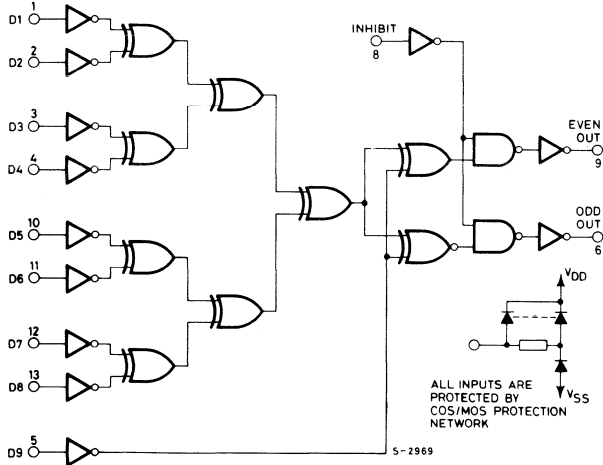 D1 1
D2 2
D3 3
D4 4
D5 10
D6 11
D7 12
D8 13
D9 5
INHIBIT
8
EVEN
OUT
9
ODD
OUT
6
VDD
VSS
ALL INPUTS ARE
PROTECTED BY
COS/MOS PROTECTION
NETWORK
S-2969